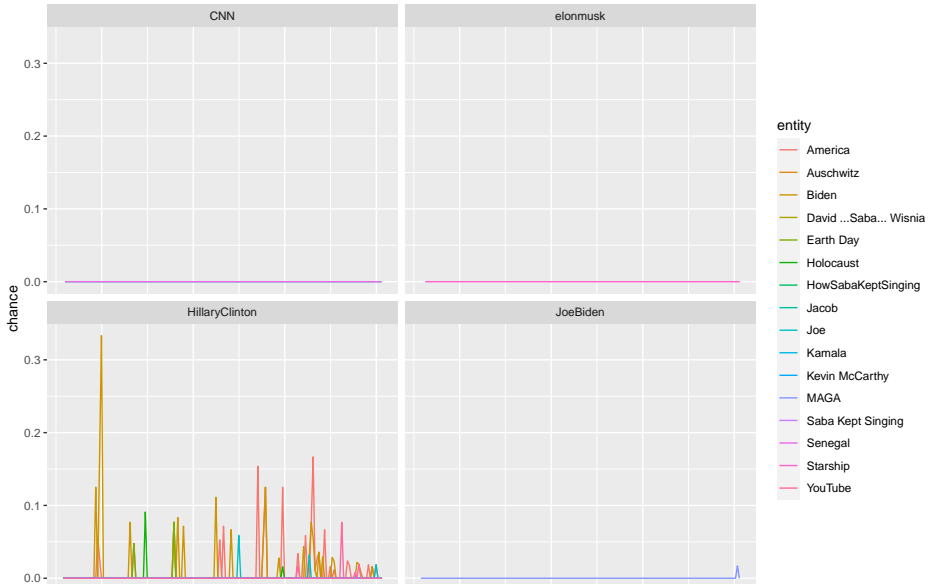 CNN
elonmusk
0.3
0.2
0.1
0.0
chance
HillaryClinton
JoeBiden
0.3
0.2
0.1
0.0
entity
America
Auschwitz
Biden
David ...Saba... Wisnia
Earth Day
Holocaust
HowSabaKeptSinging
Jacob
Joe
Kamala
Kevin McCarthy
MAGA
Saba Kept Singing
Senegal
Starship
YouTube